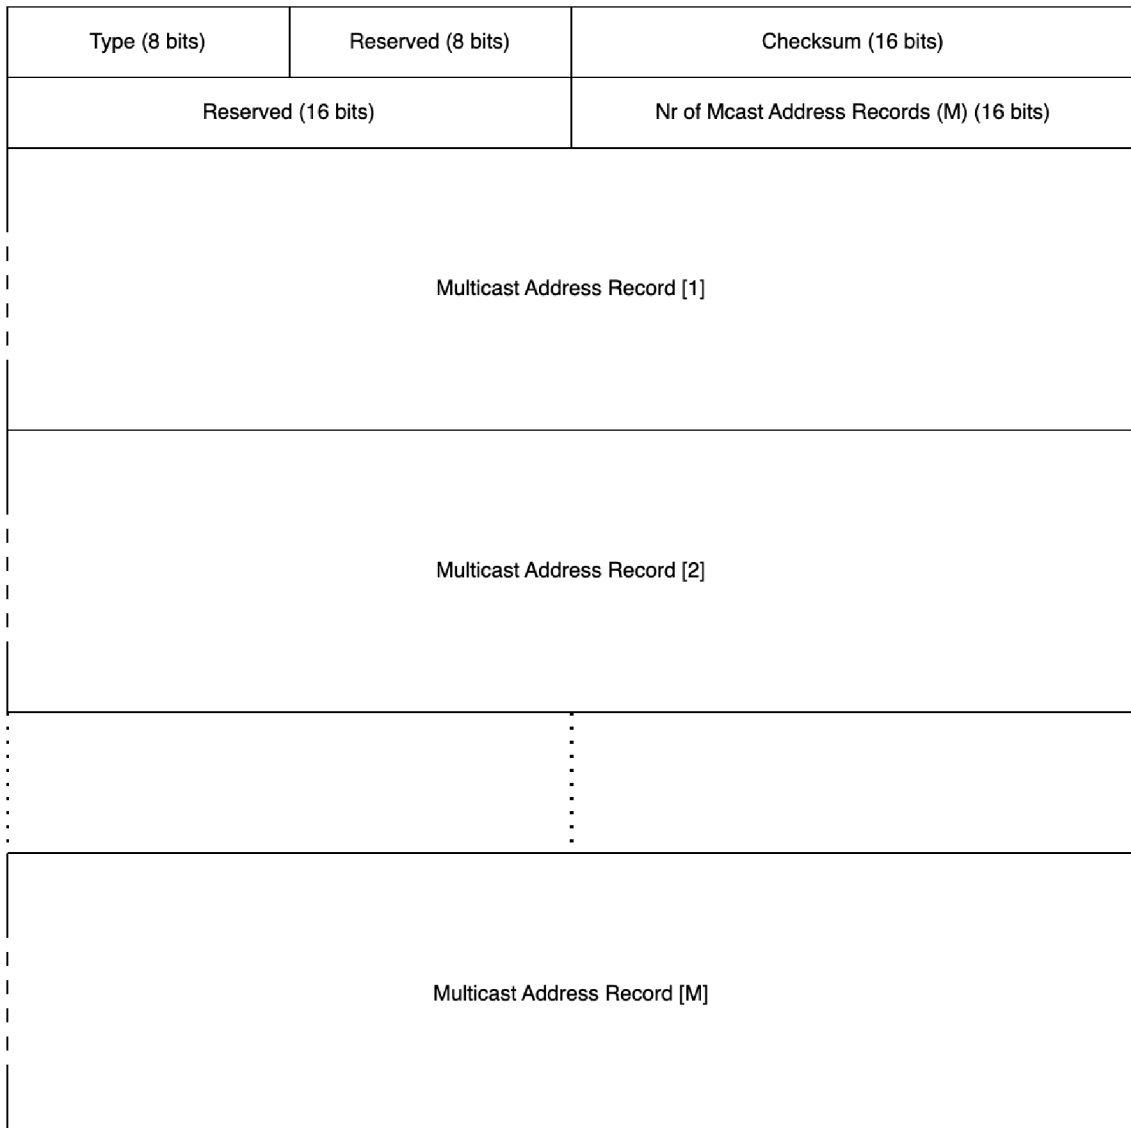 Type (8 bits)
Reserved (8 bits)
Checksum (16 bits)
Reserved (16 bits)
Nr of Mcast Address Records (M) (16 bits)
Multicast Address Record [1]
Multicast Address Record [2]
Multicast Address Record [M]